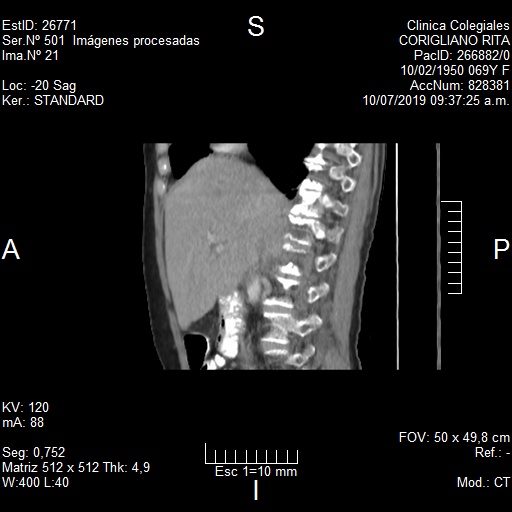 EstID: 26771
Ser.Nº 501 Imágenes procesadas
Ima.Nº 21
Loc: -20 Sag
Ker.: STANDARD
S
Clinica Colegiales
CORIGLIANO RITA
PacID: 266882/0
10/02/1950 069Y F
AccNum: 828381
10/07/2019 09:37:25 a.m.
A
P
KV: 120
mA: 88
Seg: 0,752
Matriz 512 x 512 Thk: 4,9
W:400 L:40
Esc 1=10 mm
I
FOV: 50 x 49,8 cm
Ref.: -
Mod.: CT